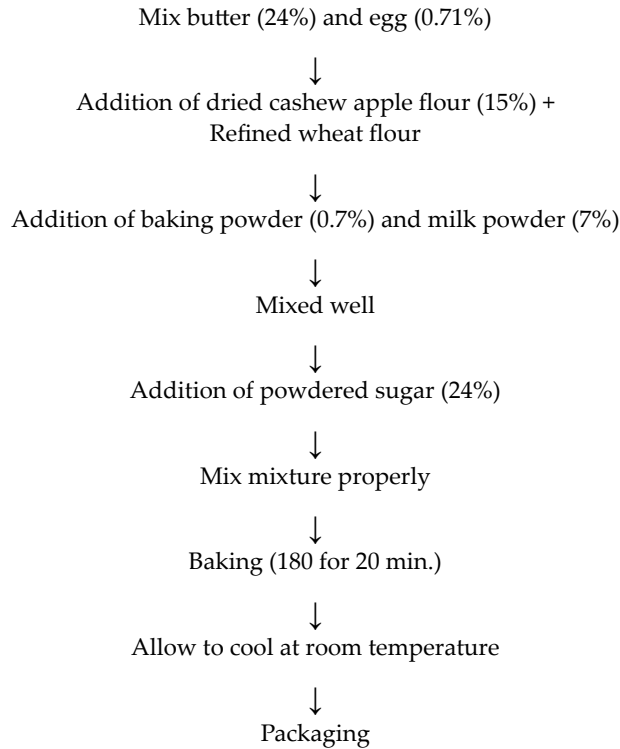 Mix butter (24%) and egg (0.71%)
↓
Addition of dried cashew apple flour (15%) +
Refined wheat flour
↓
Addition of baking powder (0.7%) and milk powder (7%)
↓
Mixed well
↓
Addition of powdered sugar (24%)
↓
Mix mixture properly
↓
Baking (180 for 20 min.)
↓
Allow to cool at room temperature
↓
Packaging